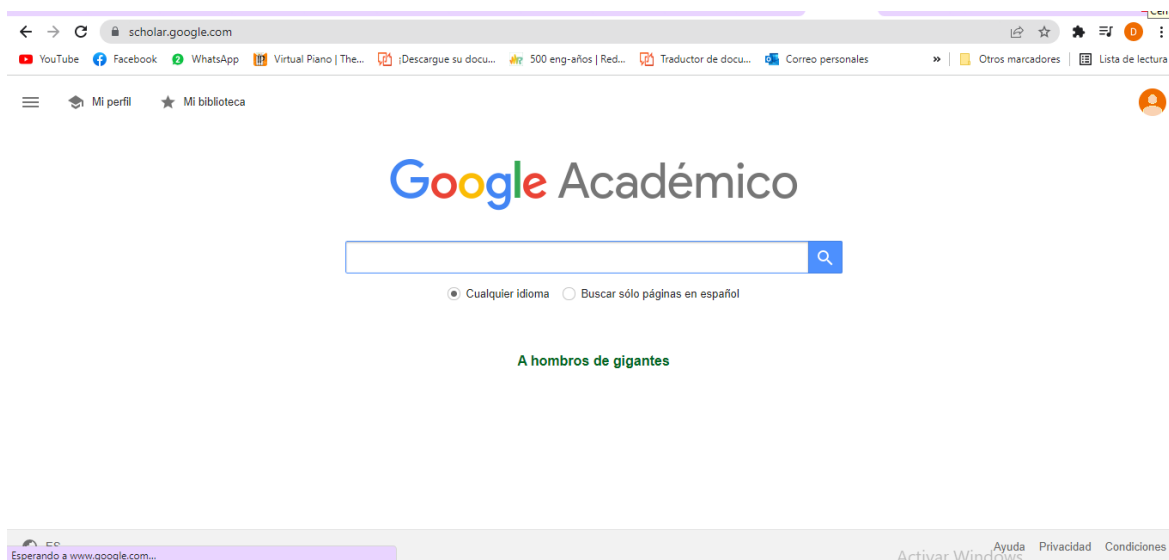 Cerr
scholar.google.com
D
YouTube Facebook 2 WhatsApp Virtual Piano | The... ¡Descargue su docu... 500 eng-años | Red... Traductor de docu... Correo personales » Otros marcadores Lista de lectura
Mi perfil Mi biblioteca
Google Académico
Cualquier idioma Buscar sólo páginas en español
A hombros de gigantes
ES
Ayuda Privacidad Condiciones
Activar Windows
Esperando a www.google.com...